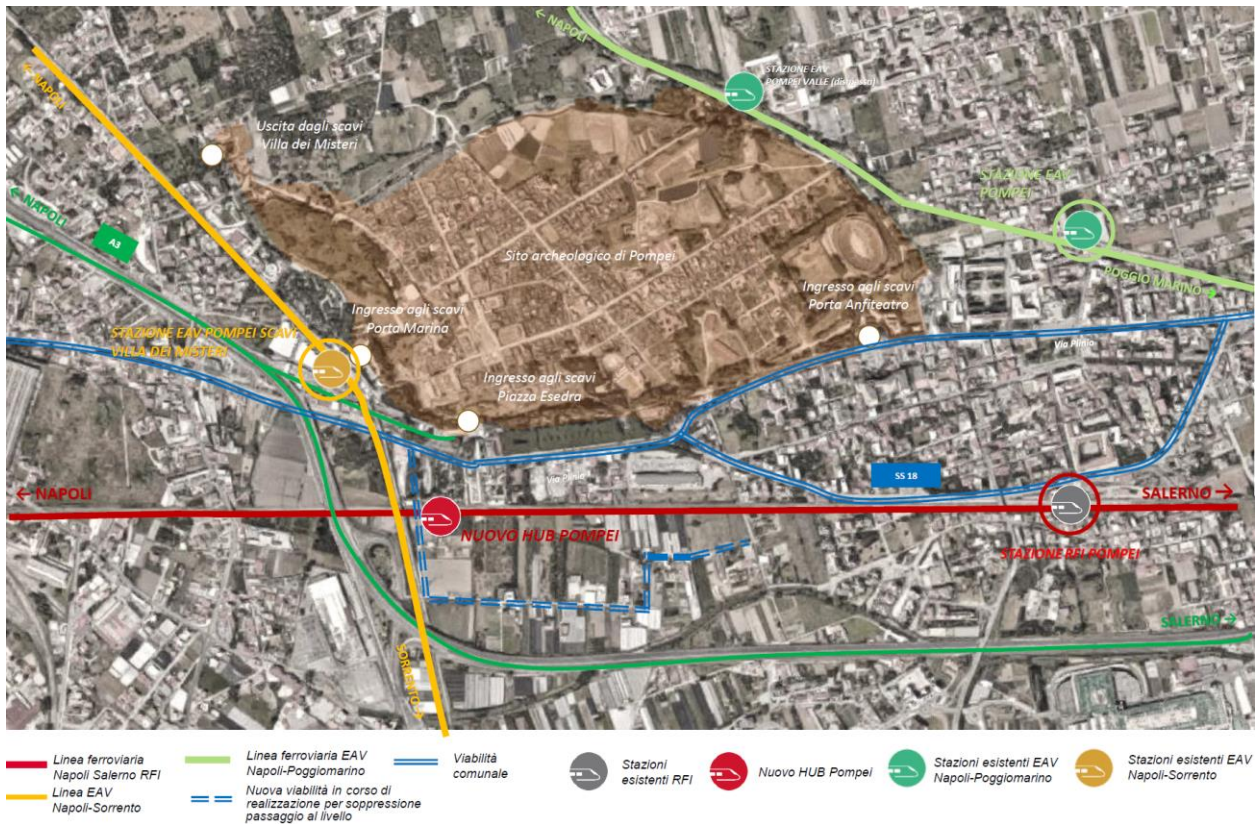 ← NAPOLI
← NAPOLI
STAZIONE EAV
POMPEI VALLE (dismessa)
Uscita dagli scavi
Villa dei Misteri
← NAPOLI
A3
STAZIONE EAV
POMPEI
Sito archeologico di Pompei
POGGIO MARINO →
Ingresso agli scavi
Porta Anfiteatro
Ingresso agli scavi
Porta Marina
STAZIONE EAV POMPEI SCAVI
VILLA DEI MISTERI
Via Plinio
Ingresso agli scavi
Piazza Esedra
Via Plinio
SS 18
← NAPOLI
SALERNO →
NUOVO HUB POMPEI
STAZIONE RFI POMPEI
SALERNO →
SORRENTO →
Linea ferroviaria
Napoli Salerno RFI
Linea EAV
Napoli-Sorrento
Linea ferroviaria EAV
Napoli-Poggiomarino
Nuova viabilità in corso di
realizzazione per soppressione
passaggio al livello
Viabilità
comunale
Stazioni
esistenti RFI
Nuovo HUB Pompei
Stazioni esistenti EAV
Napoli-Poggiomarino
Stazioni esistenti EAV
Napoli-Sorrento